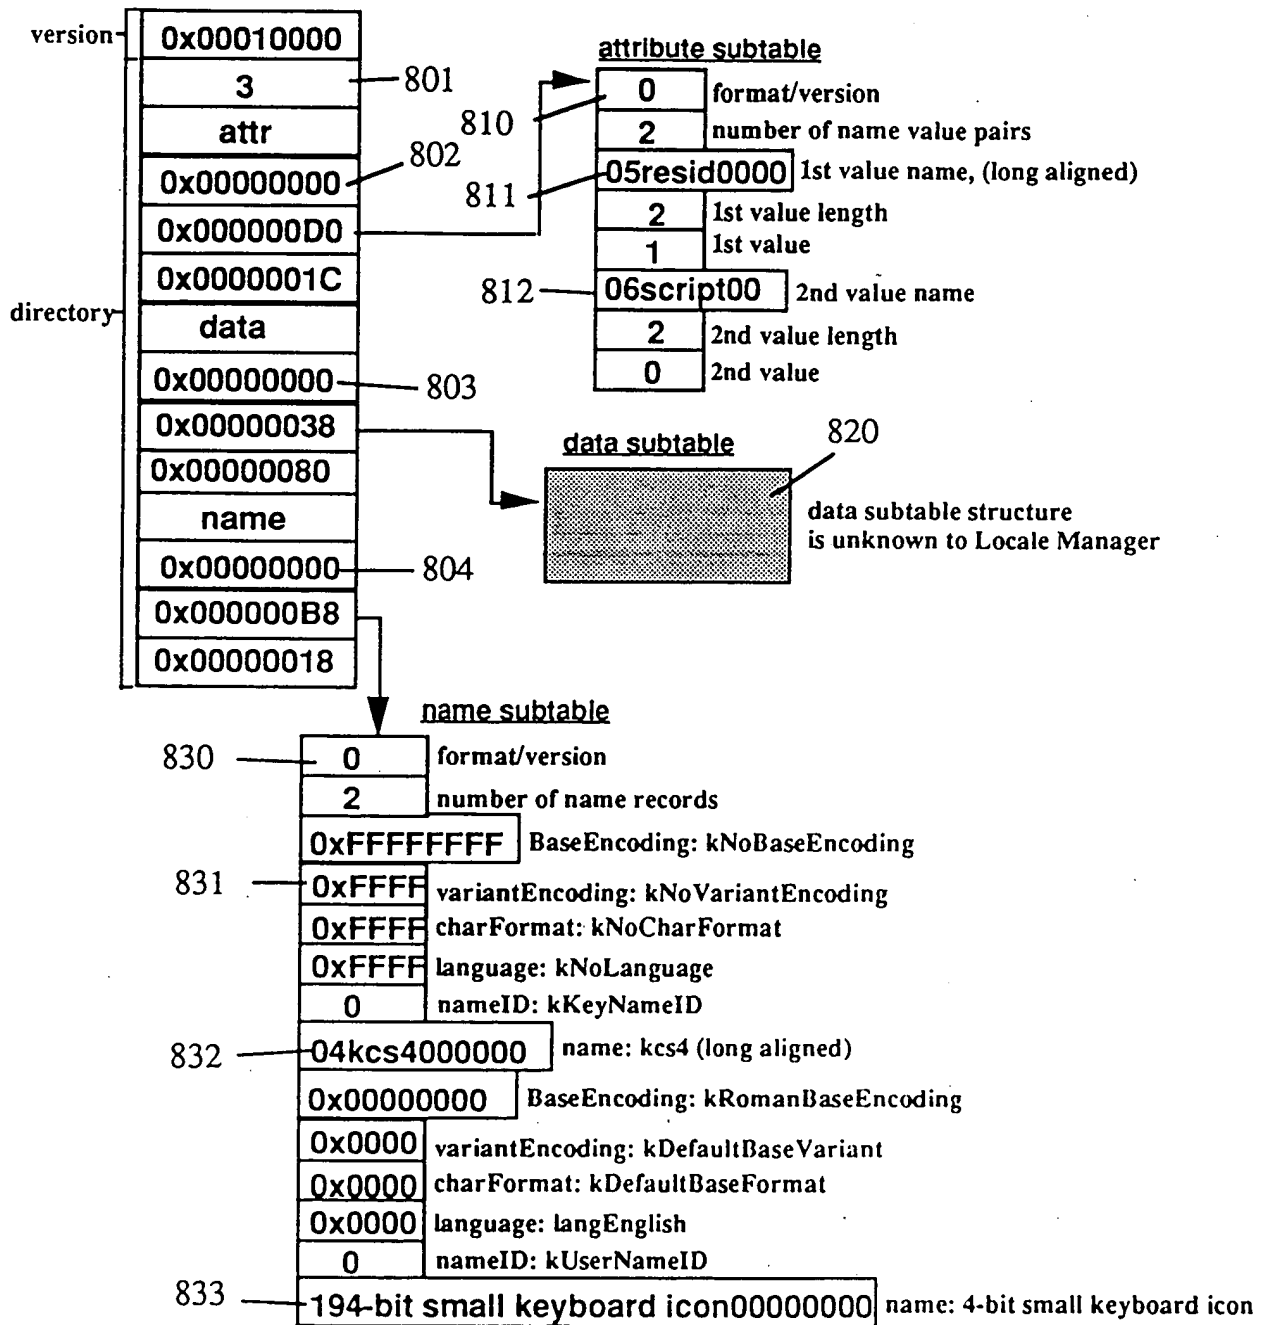 version
0x00010000
3
801
attr
802
0x00000000
0x000000D0
0x0000001C
directory
data
0x00000000
803
0x00000038
0x00000080
name
0x00000000
804
0x000000B8
0x00000018
attribute subtable
810
0
format/version
2
number of name value pairs
811
05resid0000
1st value name, (long aligned)
2
1st value length
1
1st value
812
06script00
2nd value name
2
2nd value length
0
2nd value
data subtable
820
data subtable structure
is unknown to Locale Manager
name subtable
830
0
format/version
2
number of name records
0xFFFFFFFF
BaseEncoding: kNoBaseEncoding
831
0xFFFF
variantEncoding: kNoVariantEncoding
0xFFFF
charFormat: kNoCharFormat
0xFFFF
language: kNoLanguage
0
nameID: kKeyNameID
832
04kcs4000000
name: kcs4 (long aligned)
0x00000000
BaseEncoding: kRomanBaseEncoding
0x0000
variantEncoding: kDefaultBaseVariant
0x0000
charFormat: kDefaultBaseFormat
0x0000
language: langEnglish
0
nameID: kUserNameID
833
194-bit small keyboard icon00000000
name: 4-bit small keyboard icon